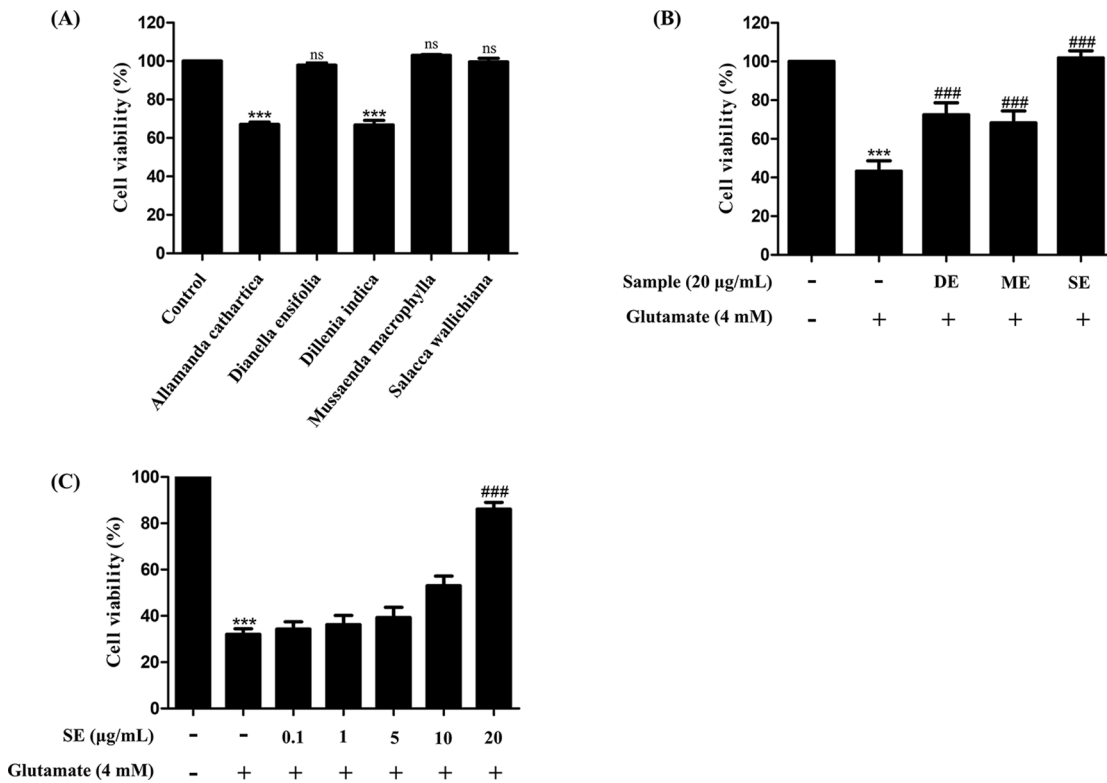 (A)
Cell viability (%)
120
100
80
60
40
20
0
***
ns
***
ns
ns
Control
Allamanda cathartica
Dianella ensifolia
Dillenia indica
Mussaenda macrophylla
Salacca wallichiana
(B)
Cell viability (%)
120
100
80
60
40
20
0
***
###
###
###
Sample (20 μg/mL) - - DE ME SE
Glutamate (4 mM) - + + + +
(C)
Cell viability (%)
100
80
60
40
20
0
***
###
SE (μg/mL) - - 0.1 1 5 10 20
Glutamate (4 mM) - + + + + + +